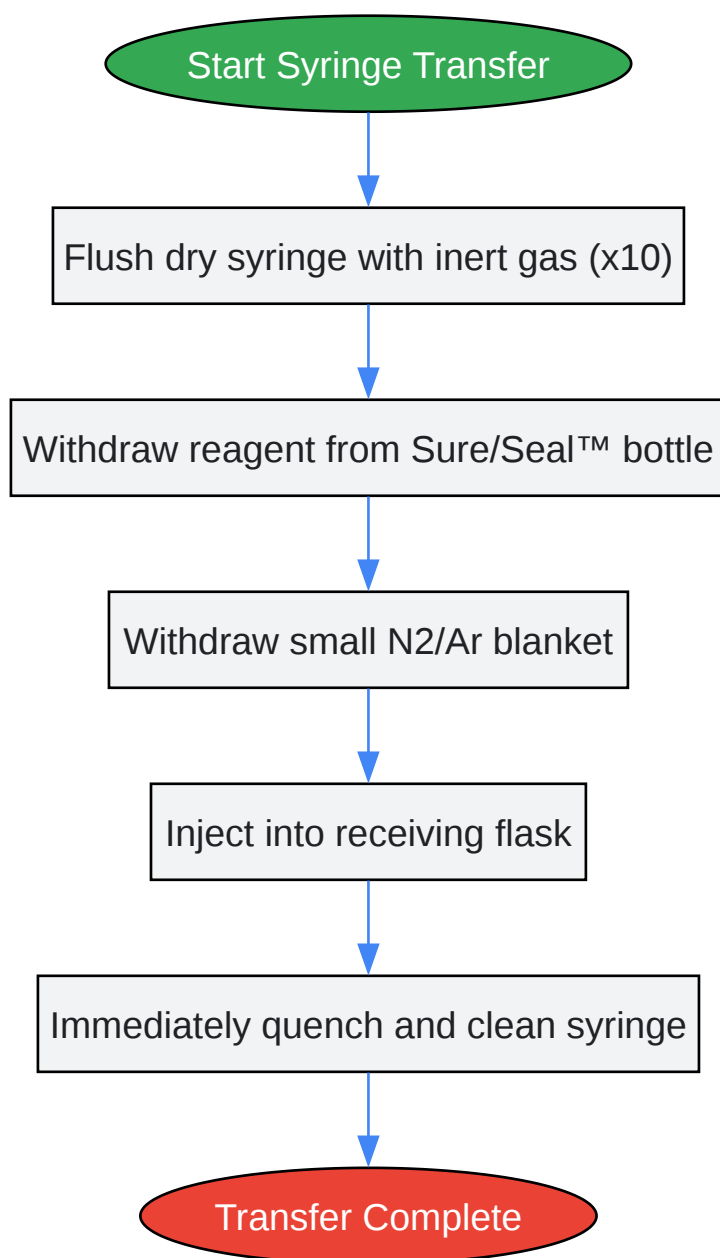 Start Syringe Transfer
Flush dry syringe with inert gas (x10)
Withdraw reagent from Sure/Seal™ bottle
Withdraw small N2/Ar blanket
Inject into receiving flask
Immediately quench and clean syringe
Transfer Complete